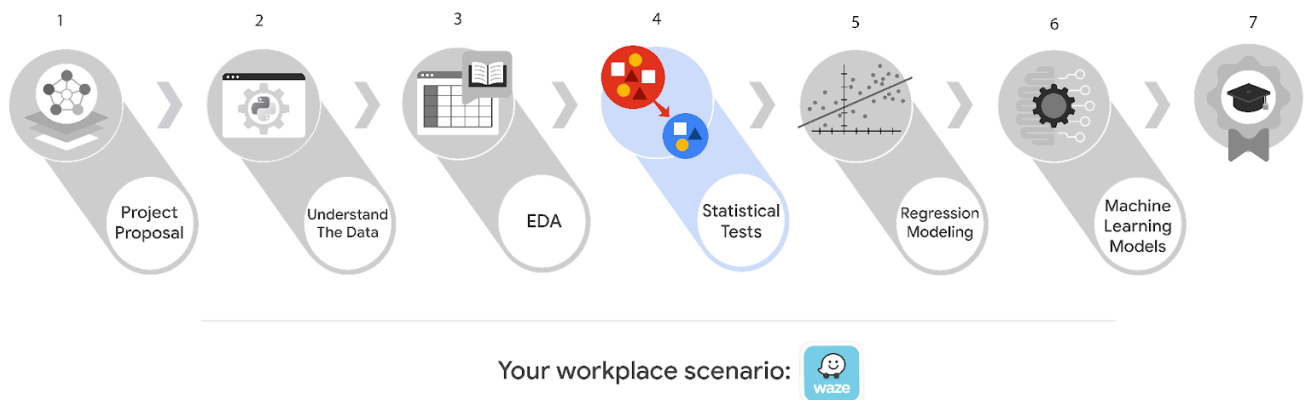 1
2
3
4
5
6
7
Project
Proposal
Understand
The Data
EDA
Statistical
Tests
Regression
Modeling
Machine
Learning
Models
Your workplace scenario:
waze